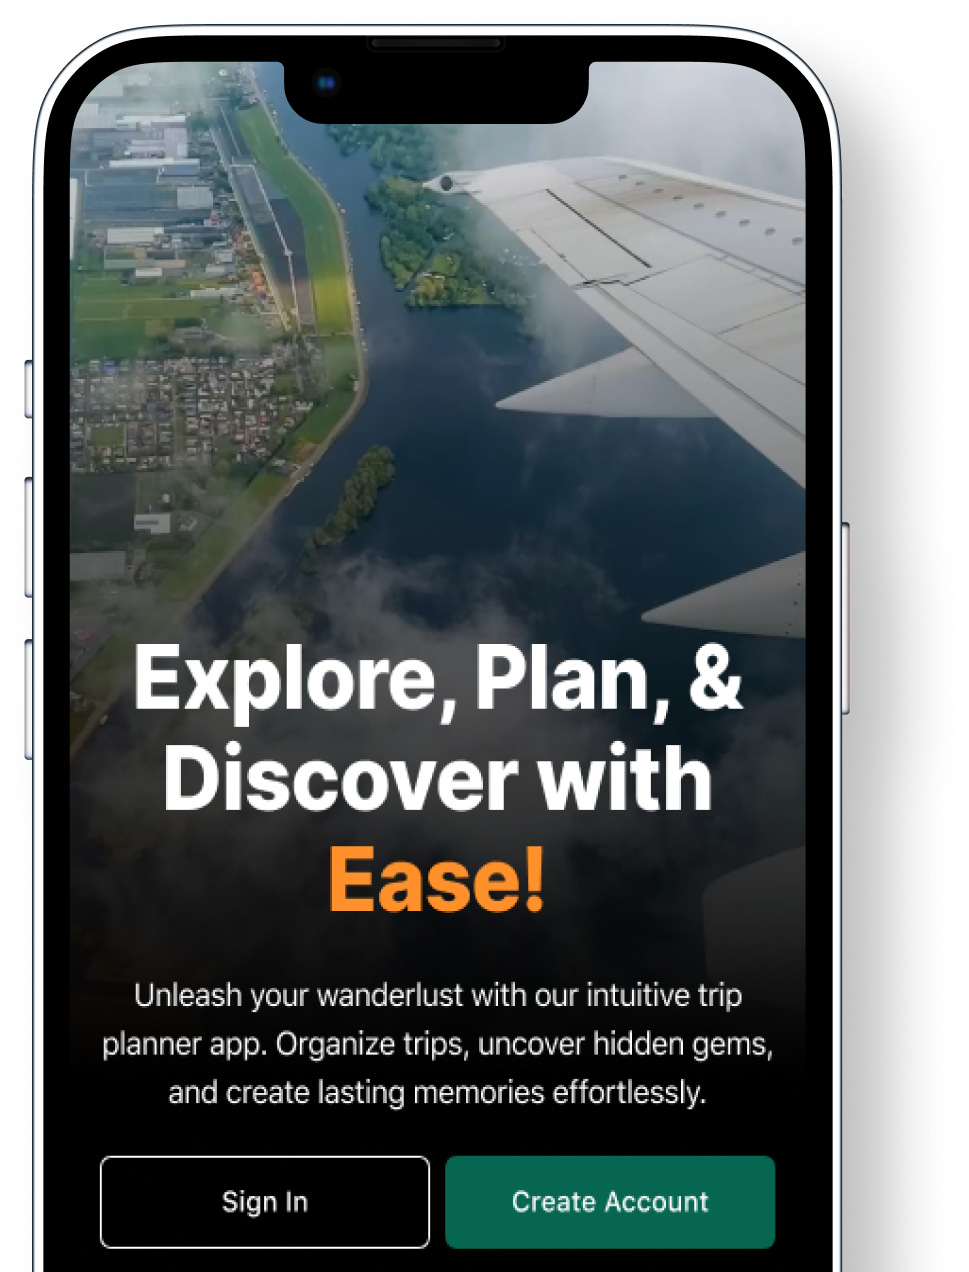 Explore, Plan, &
Discover with
Ease!
Unleash your wanderlust with our intuitive trip
planner app. Organize trips, uncover hidden gems,
and create lasting memories effortlessly.
Sign In
Create Account